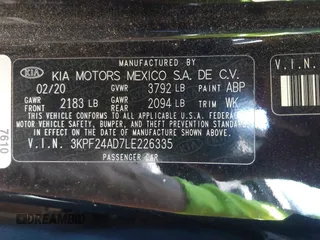 KIA KIA MOTORS MEXICO S.A. DE C.V.
02/20 GVWR 3792 LB PAINT ABP
GAWR FRONT 2183 LB GAWR REAR 2094 LB TRIM WK
THIS VEHICLE CONFORMS TO ALL APPLICABLE FEDERAL MOTOR VEHICLE
SAFETY, BUMPER, AND THEFT PREVENTION STANDARDS IN EFFECT ON
THE DATE OF MANUFACTURE SHOWN ABOVE.
V.I.N. 3KPF24AD7LE226335
PASSENGER CAR
7610
V.I.N.
DREAMBID